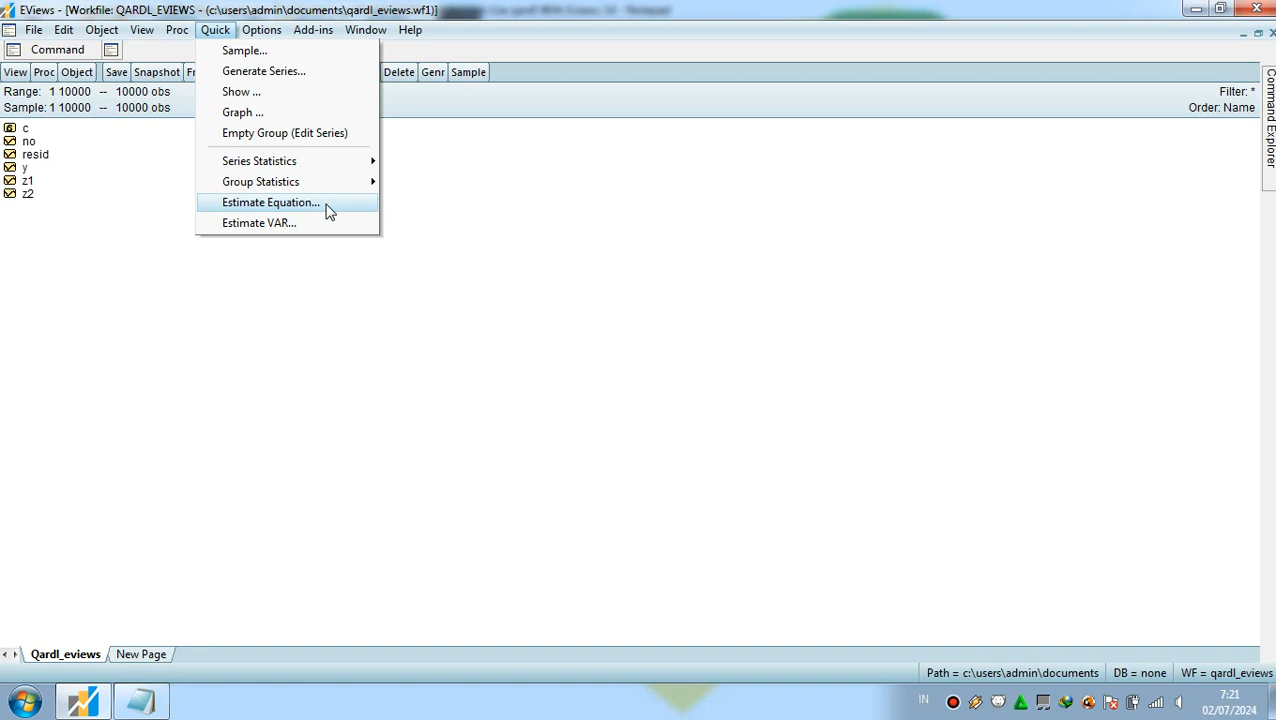 EViews - [Workfile: QARDL_EVIEWS - (c:\users\admin\documents\qardl_eviews.wf1)]
File Edit Object View Proc Quick Options Add-ins Window Help
Command
View Proc Object Save Snapshot Fr Delete Genr Sample
Range: 1 10000 -- 10000 obs
Filter: *
Sample: 1 10000 -- 10000 obs
Order: Name
c
no
resid
y
z1
z2
Sample...
Generate Series...
Show ...
Graph ...
Empty Group (Edit Series)
Series Statistics
Group Statistics
Estimate Equation...
Estimate VAR...
Command Explorer
Qardl_eviews New Page
Path = c:\users\admin\documents DB = none WF = qardl_eviews
IN
7:21
02/07/2024